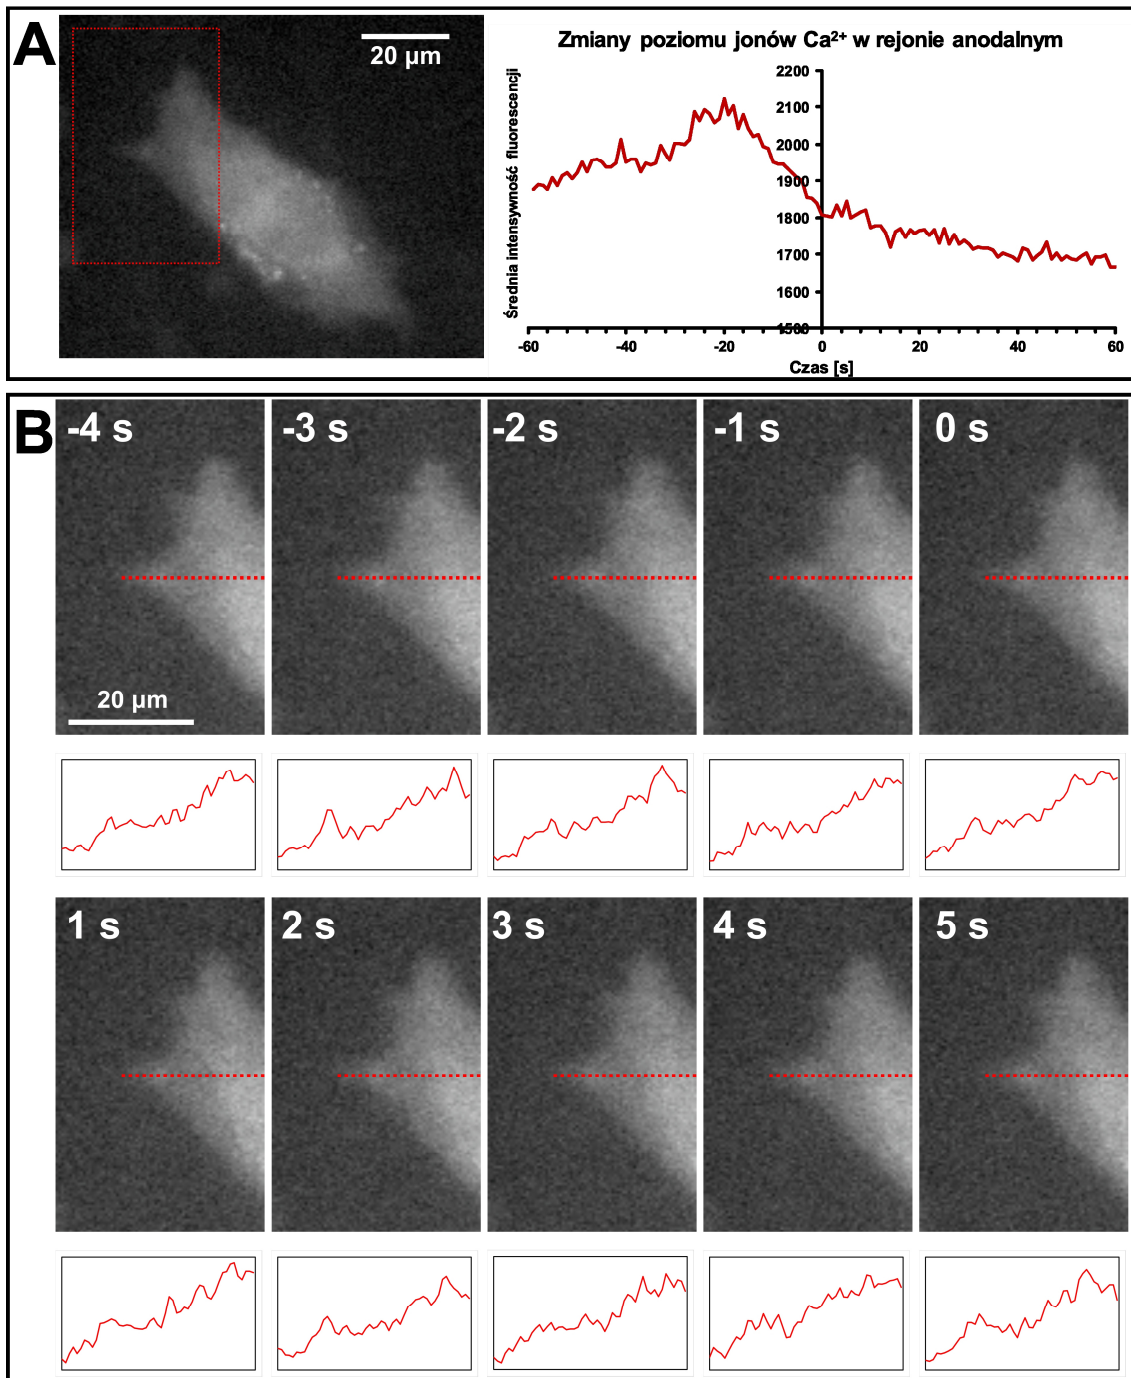 A
20 µm
Zmiany poziomu jonów Ca²⁺ w rejonie anodalnym
Średnia intensywność fluorescencji
2200
2100
2000
1900
1800
1700
1600
1500
-60
-40
-20
0
20
40
60
Czas [s]
B
-4 s
-3 s
-2 s
-1 s
0 s
20 µm
1 s
2 s
3 s
4 s
5 s